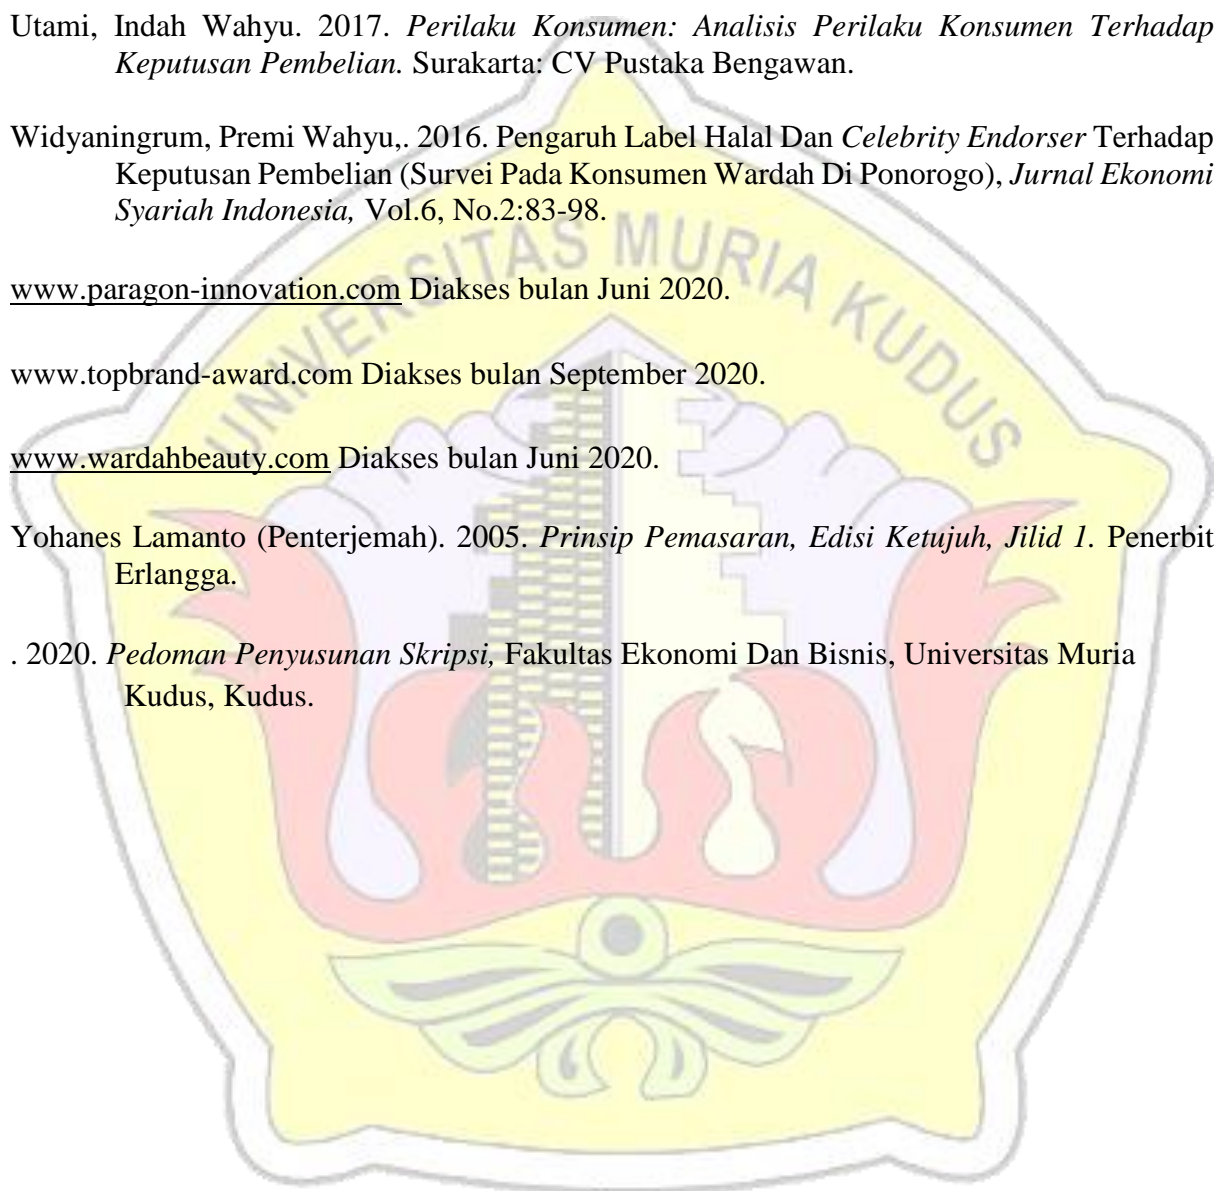 Utami, Indah Wahyu. 2017. Perilaku Konsumen: Analisis Perilaku Konsumen Terhadap
Keputusan Pembelian. Surakarta: CV Pustaka Bengawan.
Widyaningrum, Premi Wahyu,. 2016. Pengaruh Label Halal Dan Celebrity Endorser Terhadap
Keputusan Pembelian (Survei Pada Konsumen Wardah Di Ponorogo), Jurnal Ekonomi
Syariah Indonesia, Vol.6, No.2:83-98.
UNIVERSITAS MURIA KUDUS
www.paragon-innovation.com Diakses bulan Juni 2020.
www.topbrand-award.com Diakses bulan September 2020.
www.wardahbeauty.com Diakses bulan Juni 2020.
Yohanes Lamanto (Penterjemah). 2005. Prinsip Pemasaran, Edisi Ketujuh, Jilid 1. Penerbit
Erlangga.
. 2020. Pedoman Penyusunan Skripsi, Fakultas Ekonomi Dan Bisnis, Universitas Muria
Kudus, Kudus.